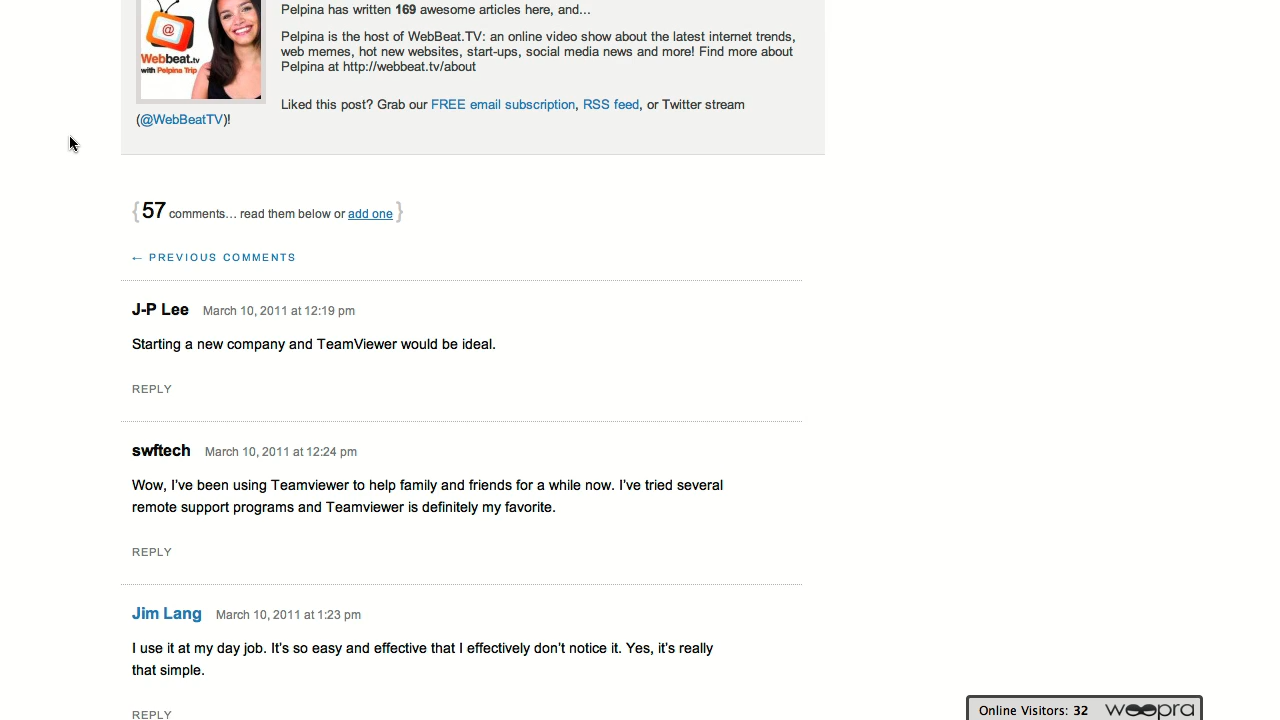 @
Webbeat.tv
with Pelpina Trip
Pelpina has written 169 awesome articles here, and...
Pelpina is the host of WebBeat.TV: an online video show about the latest internet trends,
web memes, hot new websites, start-ups, social media news and more! Find more about
Pelpina at http://webbeat.tv/about
Liked this post? Grab our FREE email subscription, RSS feed, or Twitter stream
(@WebBeatTV)!
{ 57 comments… read them below or add one }
← PREVIOUS COMMENTS
J-P Lee March 10, 2011 at 12:19 pm
Starting a new company and TeamViewer would be ideal.
REPLY
swftech March 10, 2011 at 12:24 pm
Wow, I've been using Teamviewer to help family and friends for a while now. I've tried several
remote support programs and Teamviewer is definitely my favorite.
REPLY
Jim Lang March 10, 2011 at 1:23 pm
I use it at my day job. It's so easy and effective that I effectively don't notice it. Yes, it's really
that simple.
REPLY
Online Visitors: 32 woopra